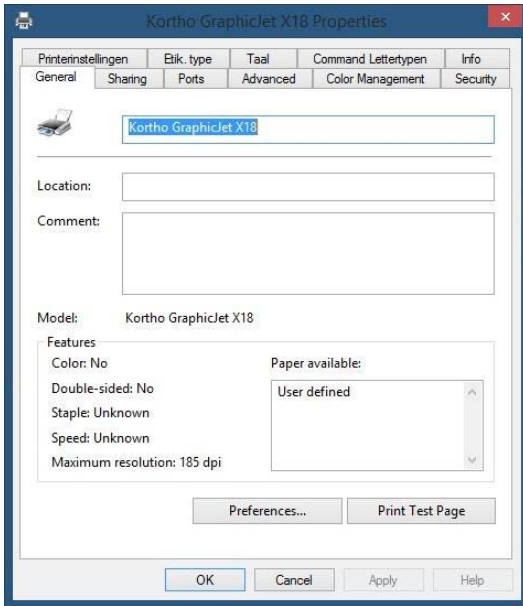 Kortho GraphicJet X18 Properties
Printerinstellingen Etik. type Taal Command Lettertypen Info
General Sharing Ports Advanced Color Management Security
Kortho GraphicJet X18
Location:
Comment:
Model: Kortho GraphicJet X18
Features
Color: No
Paper available:
Double-sided: No
User defined
Staple: Unknown
Speed: Unknown
Maximum resolution: 185 dpi
Preferences... Print Test Page
OK Cancel Apply Help